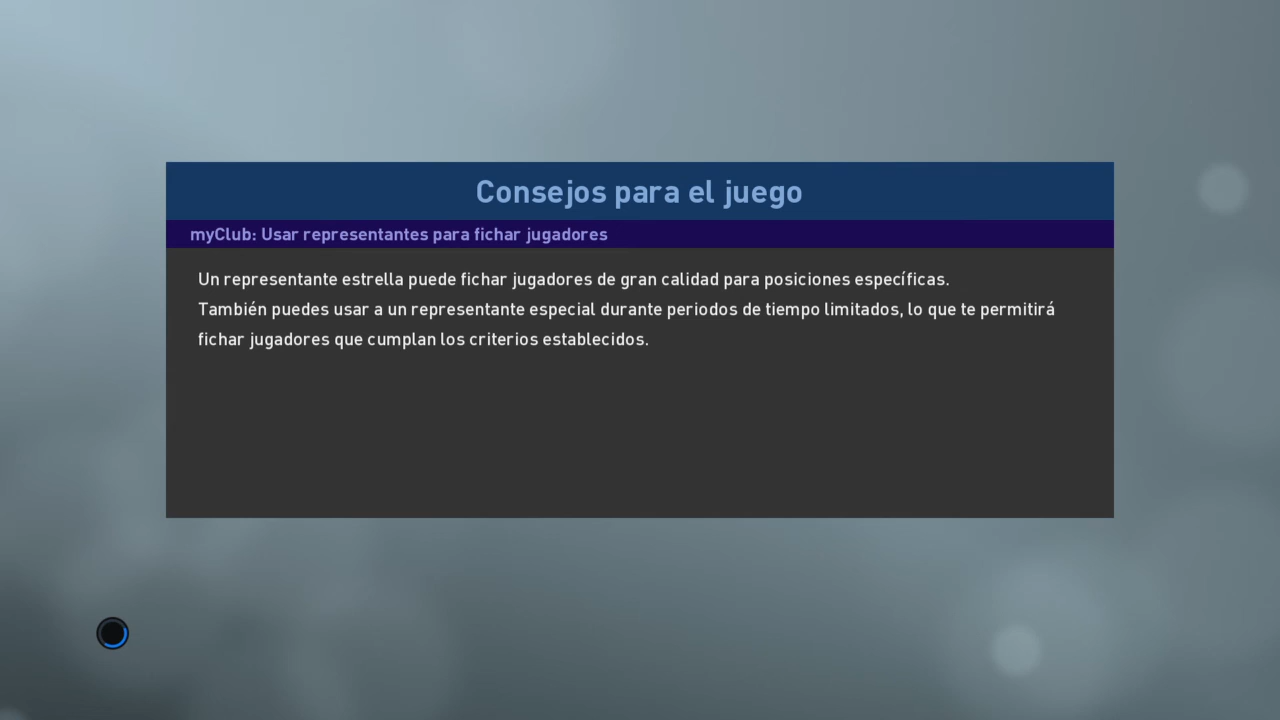 Consejos para el juego
myClub: Usar representantes para fichar jugadores
Un representante estrella puede fichar jugadores de gran calidad para posiciones específicas.
También puedes usar a un representante especial durante periodos de tiempo limitados, lo que te permitirá
fichar jugadores que cumplan los criterios establecidos.